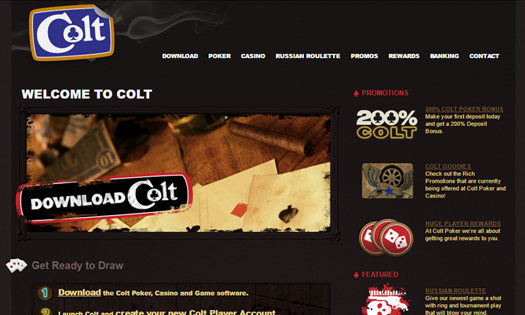 Colt
DOWNLOAD POKER CASINO RUSSIAN ROULETTE PROMOS REWARDS BANKING CONTACT
WELCOME TO COLT
DOWNLOAD Colt
Get Ready to Draw
1 Download the Colt Poker, Casino and Game software.
2 Launch Colt and create your new Colt Player Account
PROMOTIONS
200% COLT
200% COLT POKER BONUS
Make your first deposit today
and get a 200% Deposit
Bonus.
COLT GOODIES
Check out the Rich
Promotions that are currently
being offered at Colt Poker and
Casino!
HUGE PLAYER REWARDS
At Colt Poker we're all about
getting great rewards to you.
FEATURED
RUSSIAN ROULETTE
Give our newest game a shot
with ring and tournament play
that will blow your mind.